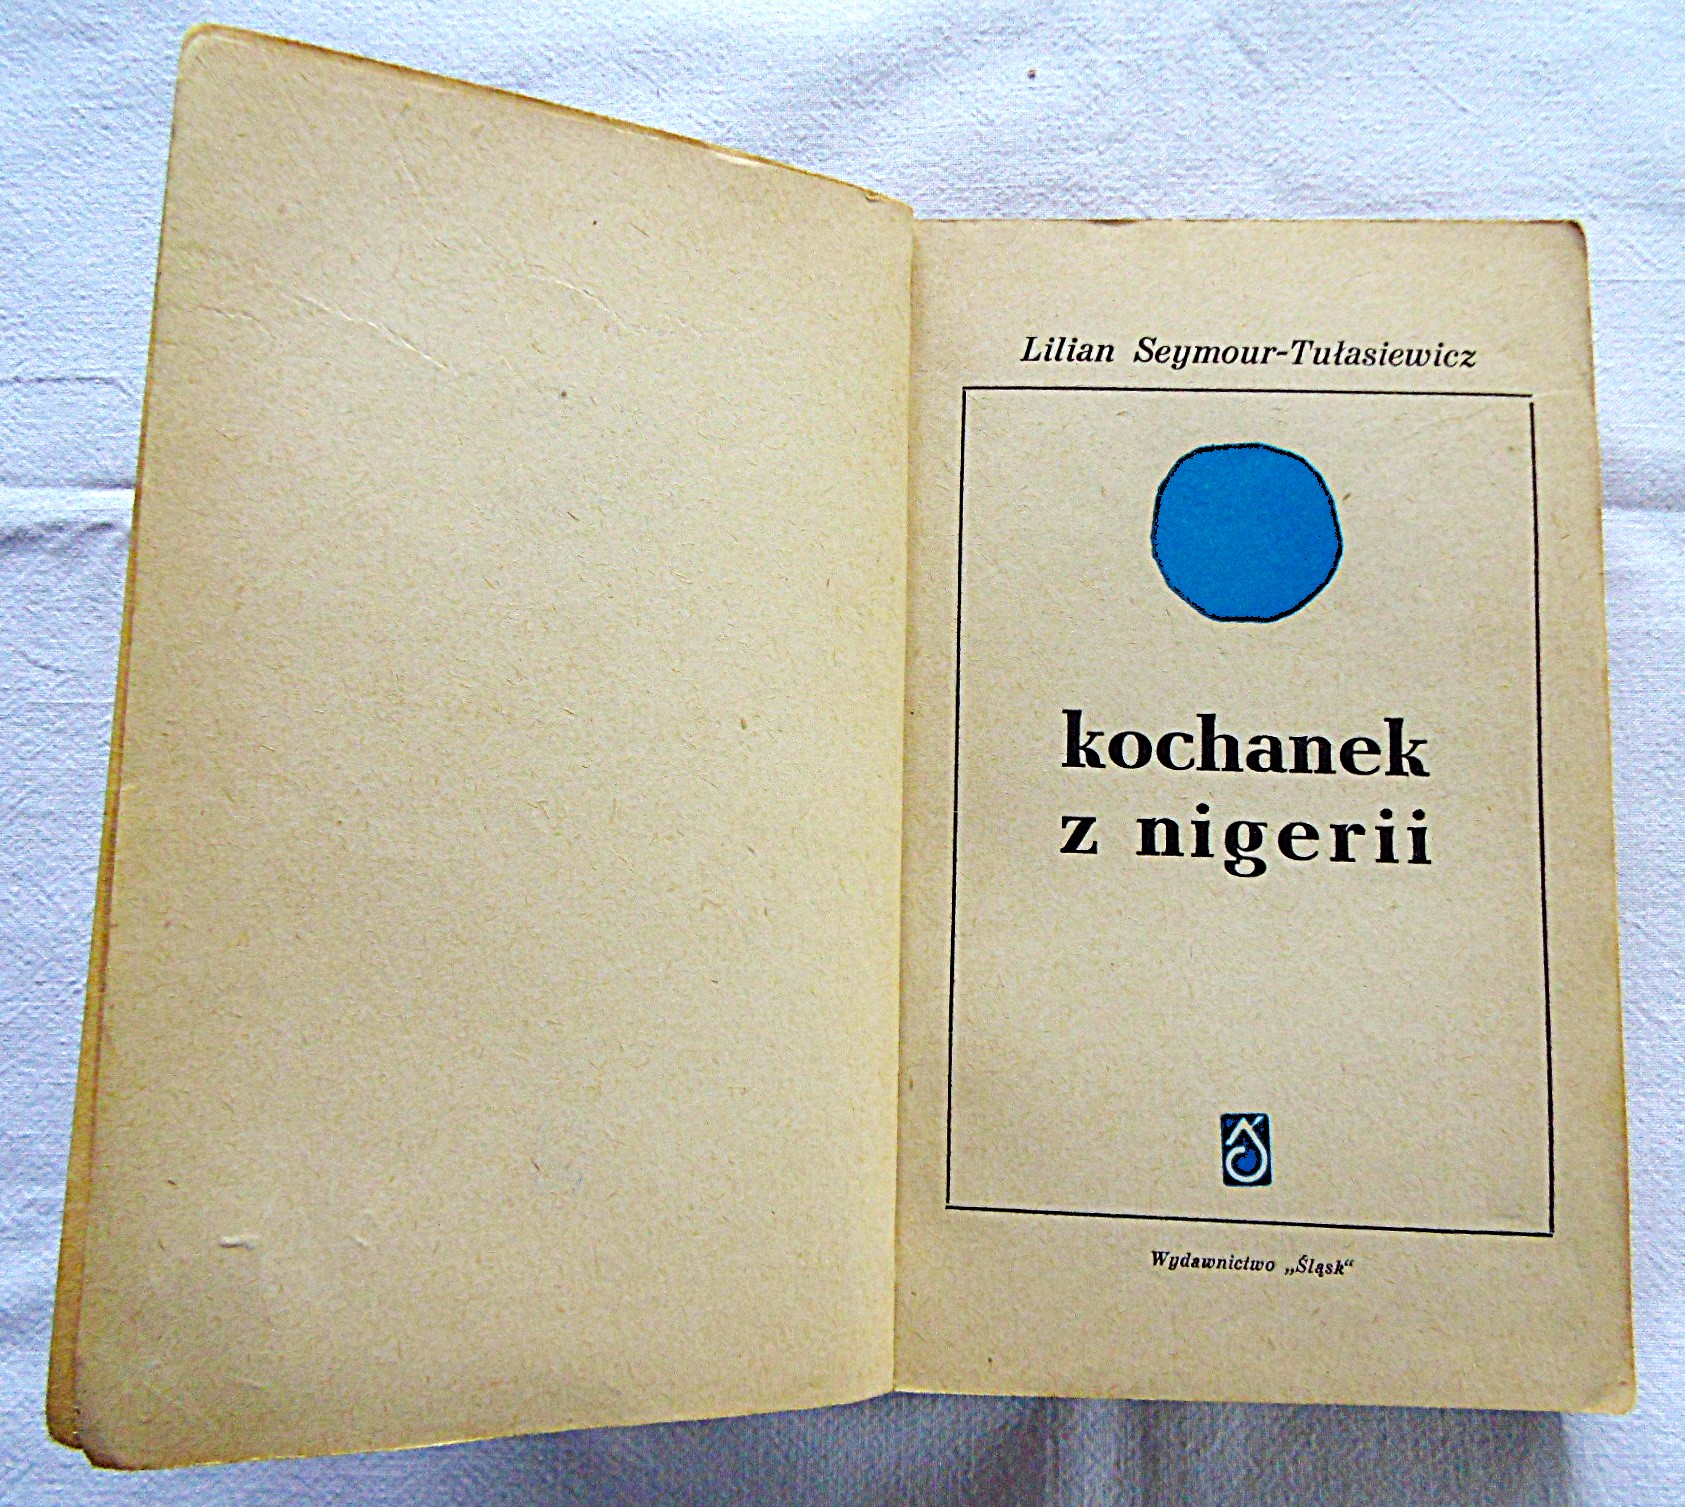 Lilian Seymour-Tułasiewicz
kochanek
z nigerii
Wydawnictwo „Śląsk“